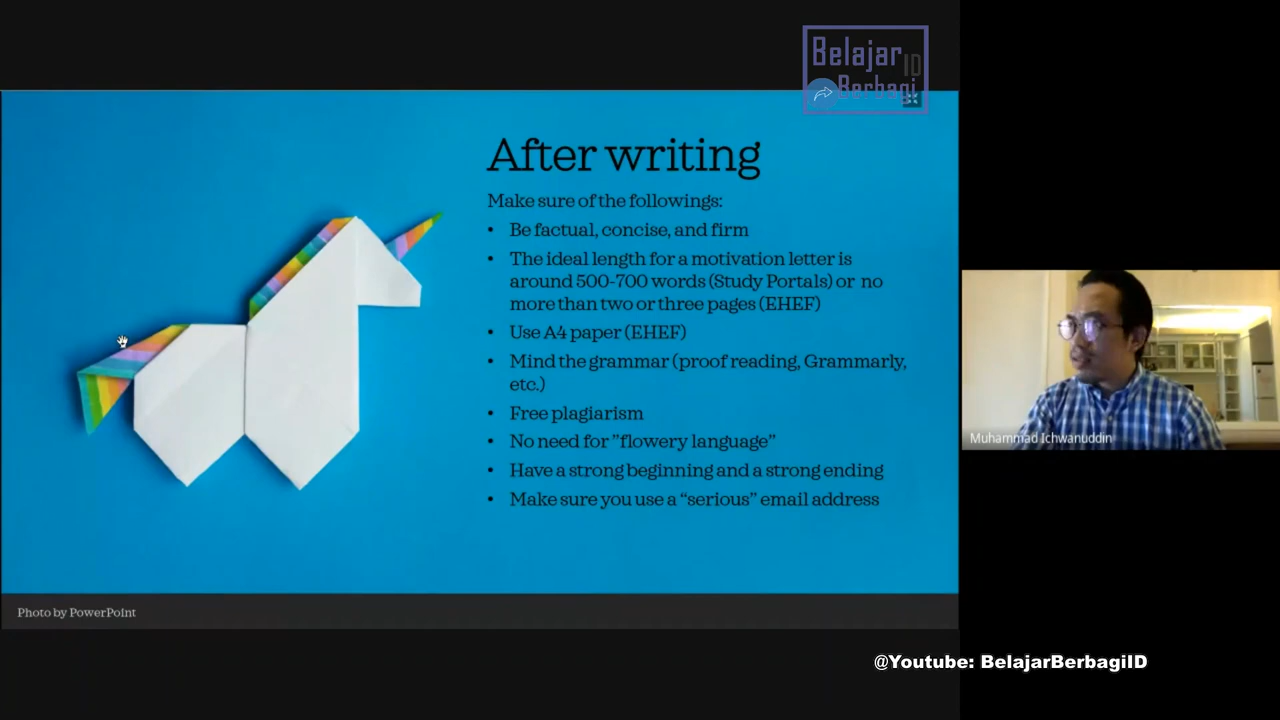 Belajar
ID
Berbagi
After writing
Make sure of the followings:
• Be factual, concise, and firm
• The ideal length for a motivation letter is
around 500-700 words (Study Portals) or no
more than two or three pages (EHEF)
• Use A4 paper (EHEF)
• Mind the grammar (proof reading, Grammarly,
etc.)
• Free plagiarism
• No need for ”flowery language”
• Have a strong beginning and a strong ending
• Make sure you use a “serious” email address
Muhammad Ichwanuddin
Photo by PowerPoint
@Youtube: BelajarBerbagiID